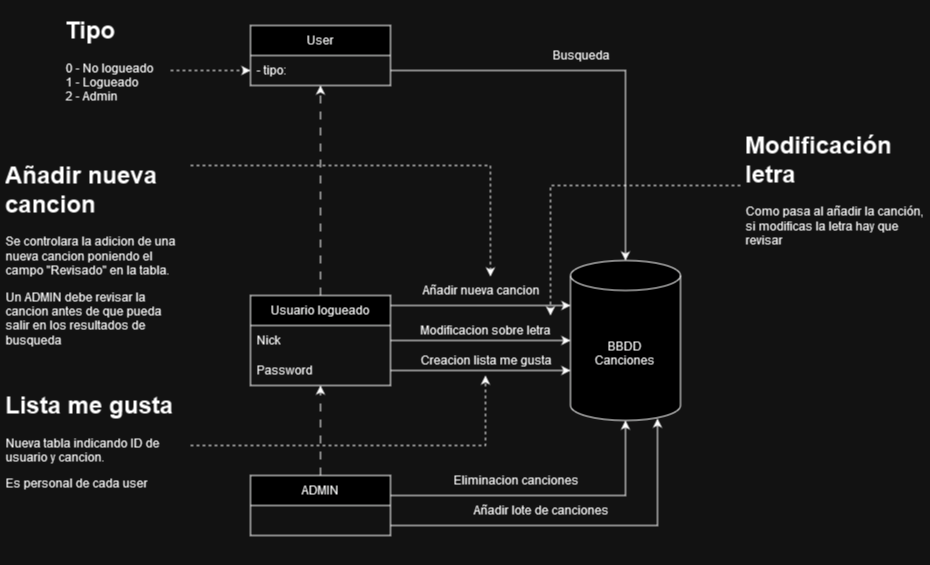 Tipo
0 - No logueado
1 - Logueado
2 - Admin
User
- tipo:
Busqueda
Modificación
letra
Como pasa al añadir la canción,
si modificas la letra hay que
revisar
Añadir nueva
cancion
Se controlara la adicion de una
nueva cancion poniendo el
campo "Revisado" en la tabla.
Un ADMIN debe revisar la
cancion antes de que pueda
salir en los resultados de
busqueda
Usuario logueado
Nick
Password
Añadir nueva cancion
Modificacion sobre letra
Creacion lista me gusta
BBDD
Canciones
Lista me gusta
Nueva tabla indicando ID de
usuario y cancion.
Es personal de cada user
ADMIN
Eliminacion canciones
Añadir lote de canciones